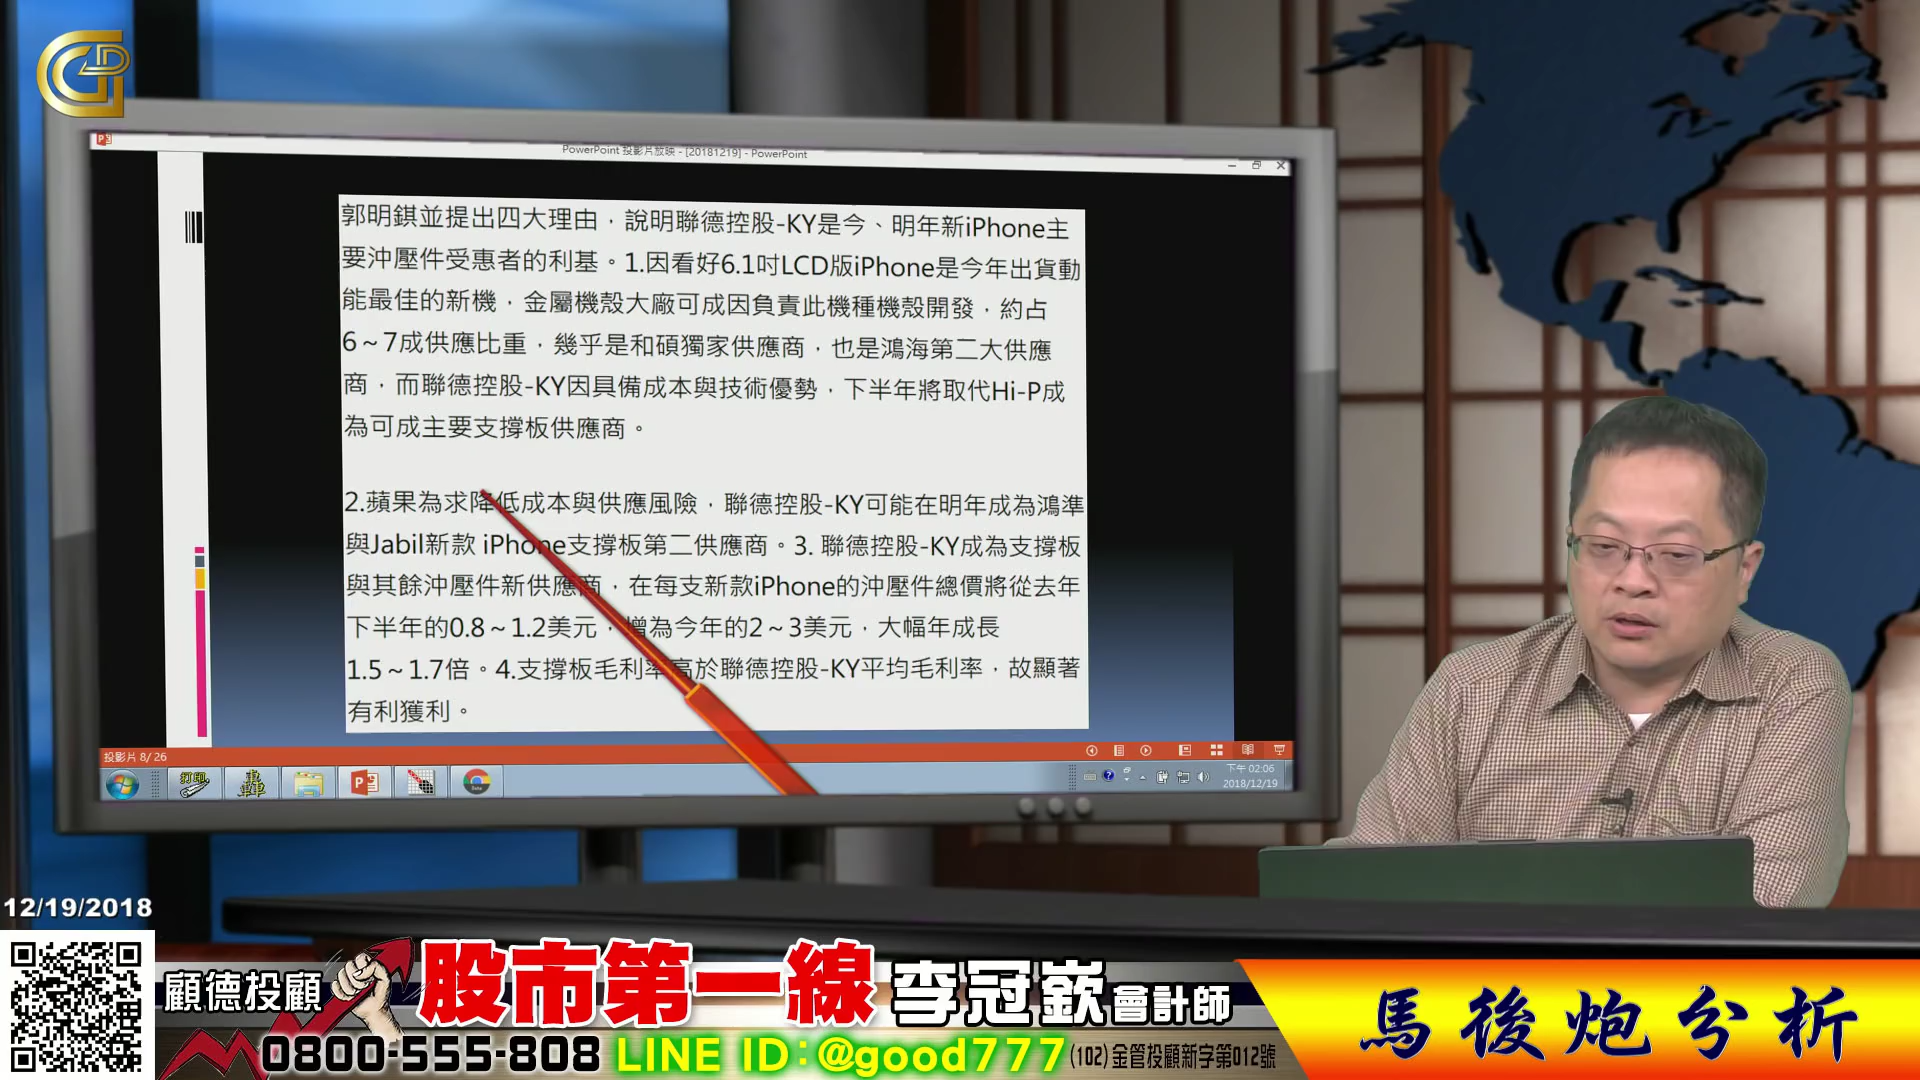 PowerPoint 投影片放映 - [20181219] - PowerPoint
郭明錤並提出四大理由，說明聯德控股-KY是今、明年新iPhone主
要沖壓件受惠者的利基。1.因看好6.1吋LCD版iPhone是今年出貨動
能最佳的新機，金屬機殼大廠可成因負責此機種機殼開發，約占
6～7成供應比重，幾乎是和碩獨家供應商，也是鴻海第二大供應
商，而聯德控股-KY因具備成本與技術優勢，下半年將取代Hi-P成
為可成主要支撐板供應商。
2.蘋果為求降低成本與供應風險，聯德控股-KY可能在明年成為鴻準
與Jabil新款 iPhone支撐板第二供應商。3. 聯德控股-KY成為支撐板
與其餘沖壓件新供應商，在每支新款iPhone的沖壓件總價將從去年
下半年的0.8～1.2美元，增為今年的2～3美元，大幅年成長
1.5～1.7倍。4.支撐板毛利率高於聯德控股-KY平均毛利率，故顯著
有利獲利。
投影片 8/ 26
下午 02:06
2018/12/19
12/19/2018
顧德投顧
股市第一線
李冠嶔會計師
馬後炮分析
0800-555-808
LINE ID:@good777
(102)金管投顧新字第012號